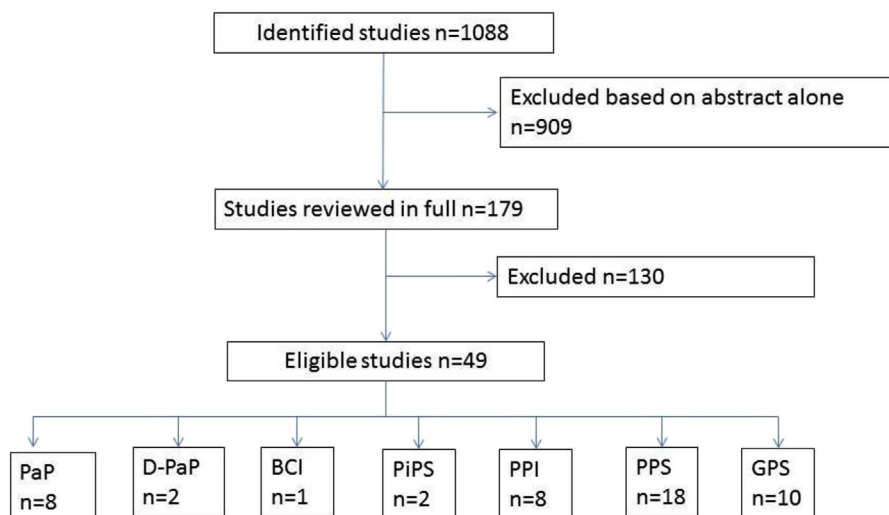 Identified studies n=1088
Excluded based on abstract alone
n=909
Studies reviewed in full n=179
Excluded n=130
Eligible studies n=49
PaP
n=8
D-PaP
n=2
BCI
n=1
PiPS
n=2
PPI
n=8
PPS
n=18
GPS
n=10